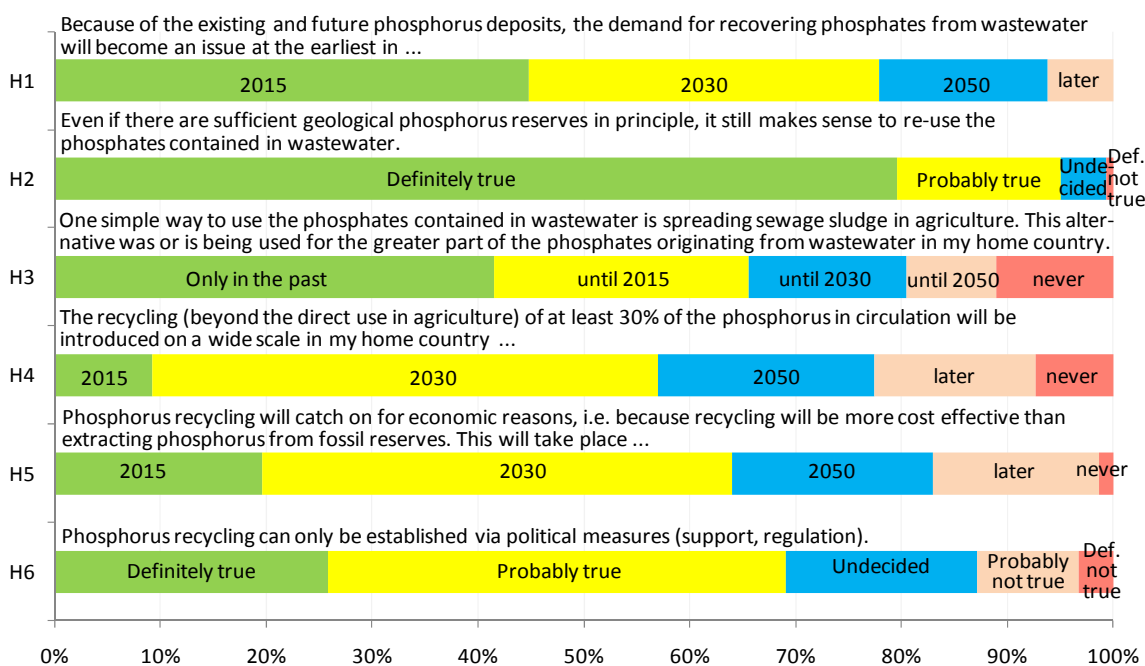 Because of the existing and future phosphorus deposits, the demand for recovering phosphates from wastewater
will become an issue at the earliest in ...
H1
2015 2030 2050 later
Even if there are sufficient geological phosphorus reserves in principle, it still makes sense to re-use the
phosphates contained in wastewater.
H2
Definitely true Probably true Unde-
cided Def.
not
true
One simple way to use the phosphates contained in wastewater is spreading sewage sludge in agriculture. This alter-
native was or is being used for the greater part of the phosphates originating from wastewater in my home country.
H3
Only in the past until 2015 until 2030 until 2050 never
The recycling (beyond the direct use in agriculture) of at least 30% of the phosphorus in circulation will be
introduced on a wide scale in my home country ...
H4
2015 2030 2050 later never
Phosphorus recycling will catch on for economic reasons, i.e. because recycling will be more cost effective than
extracting phosphorus from fossil reserves. This will take place ...
H5
2015 2030 2050 later never
Phosphorus recycling can only be established via political measures (support, regulation).
H6
Definitely true Probably true Undecided Probably
not true Def.
not
true
0% 10% 20% 30% 40% 50% 60% 70% 80% 90% 100%